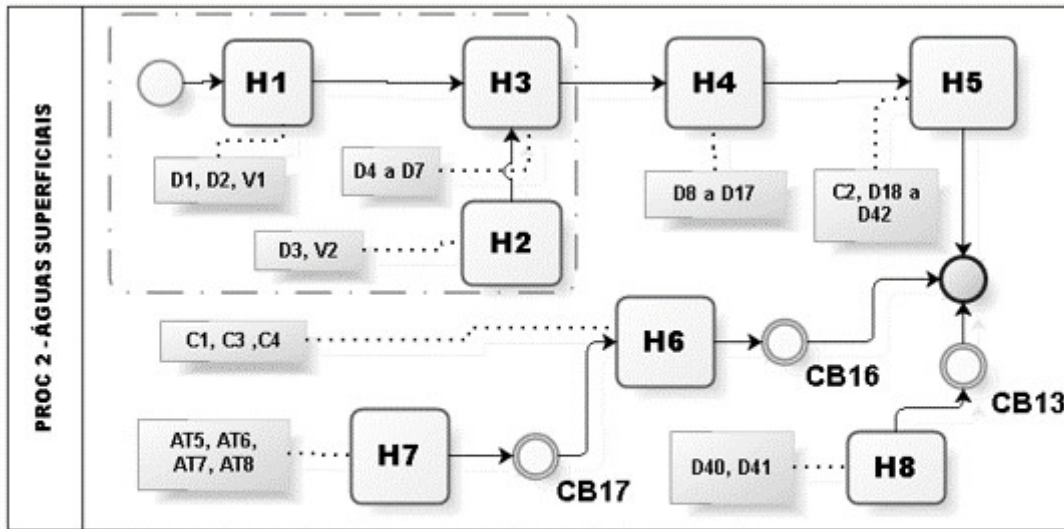 PROC 2 - ÁGUAS SUPERFICIAIS
H1
H3
H4
H5
D1, D2, V1
D4 a D7
D8 a D17
C2, D18 a
D42
D3, V2
H2
C1, C3 ,C4
H6
CB16
CB13
AT5, AT6,
AT7, AT8
H7
CB17
D40, D41
H8